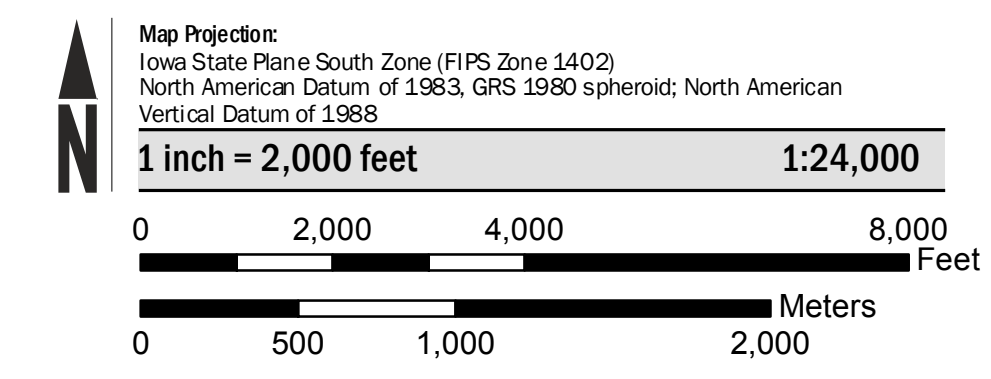 N
Map Projection:
Iowa State Plane South Zone (FIPS Zone 1402)
North American Datum of 1983, GRS 1980 spheroid; North American
Vertical Datum of 1988
1 inch = 2,000 feet 1:24,000
0 2,000 4,000 8,000
Feet
Meters
0 500 1,000 2,000